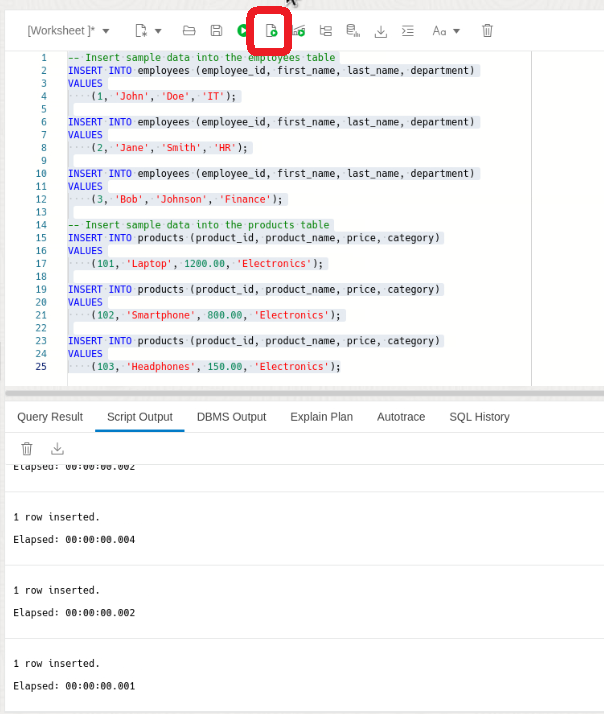 [Worksheet ]*
Aa
1 -- Insert sample data into the employees table
2 INSERT INTO employees (employee_id, first_name, last_name, department)
3 VALUES
4 (1, 'John', 'Doe', 'IT');
5
6 INSERT INTO employees (employee_id, first_name, last_name, department)
7 VALUES
8 (2, 'Jane', 'Smith', 'HR');
9
10 INSERT INTO employees (employee_id, first_name, last_name, department)
11 VALUES
12 (3, 'Bob', 'Johnson', 'Finance');
13
14 -- Insert sample data into the products table
15 INSERT INTO products (product_id, product_name, price, category)
16 VALUES
17 (101, 'Laptop', 1200.00, 'Electronics');
18
19 INSERT INTO products (product_id, product_name, price, category)
20 VALUES
21 (102, 'Smartphone', 800.00, 'Electronics');
22
23 INSERT INTO products (product_id, product_name, price, category)
24 VALUES
25 (103, 'Headphones', 150.00, 'Electronics');
Query Result Script Output DBMS Output Explain Plan Autotrace SQL History
Elapsed: 00:00:00.002
1 row inserted.
Elapsed: 00:00:00.004
1 row inserted.
Elapsed: 00:00:00.002
1 row inserted.
Elapsed: 00:00:00.001